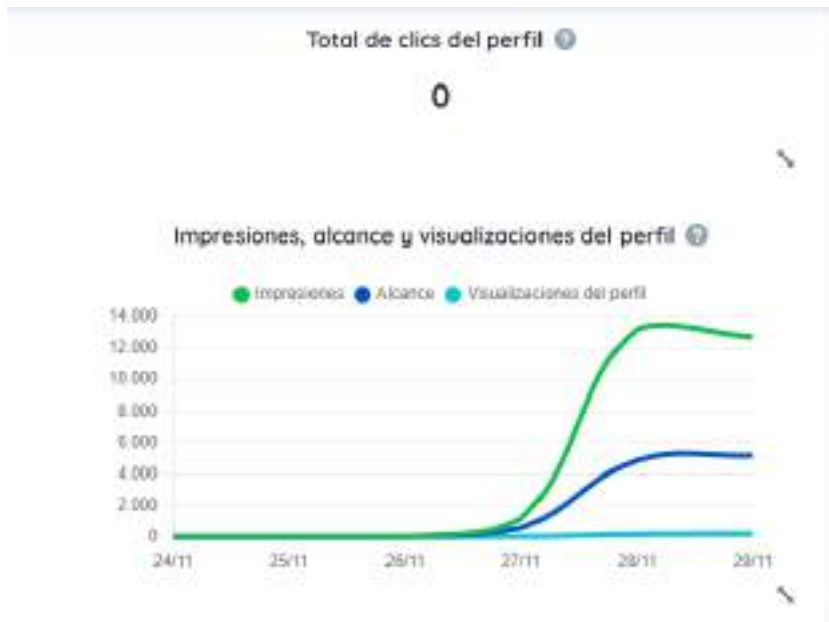 Total de clics del perfil ?
0
Impresiones, alcance y visualizaciones del perfil ?
Impresiones Alcance Visualizaciones del perfil
14.000
12.000
10.000
8.000
6.000
4.000
2.000
0
24/11 25/11 26/11 27/11 28/11 29/11